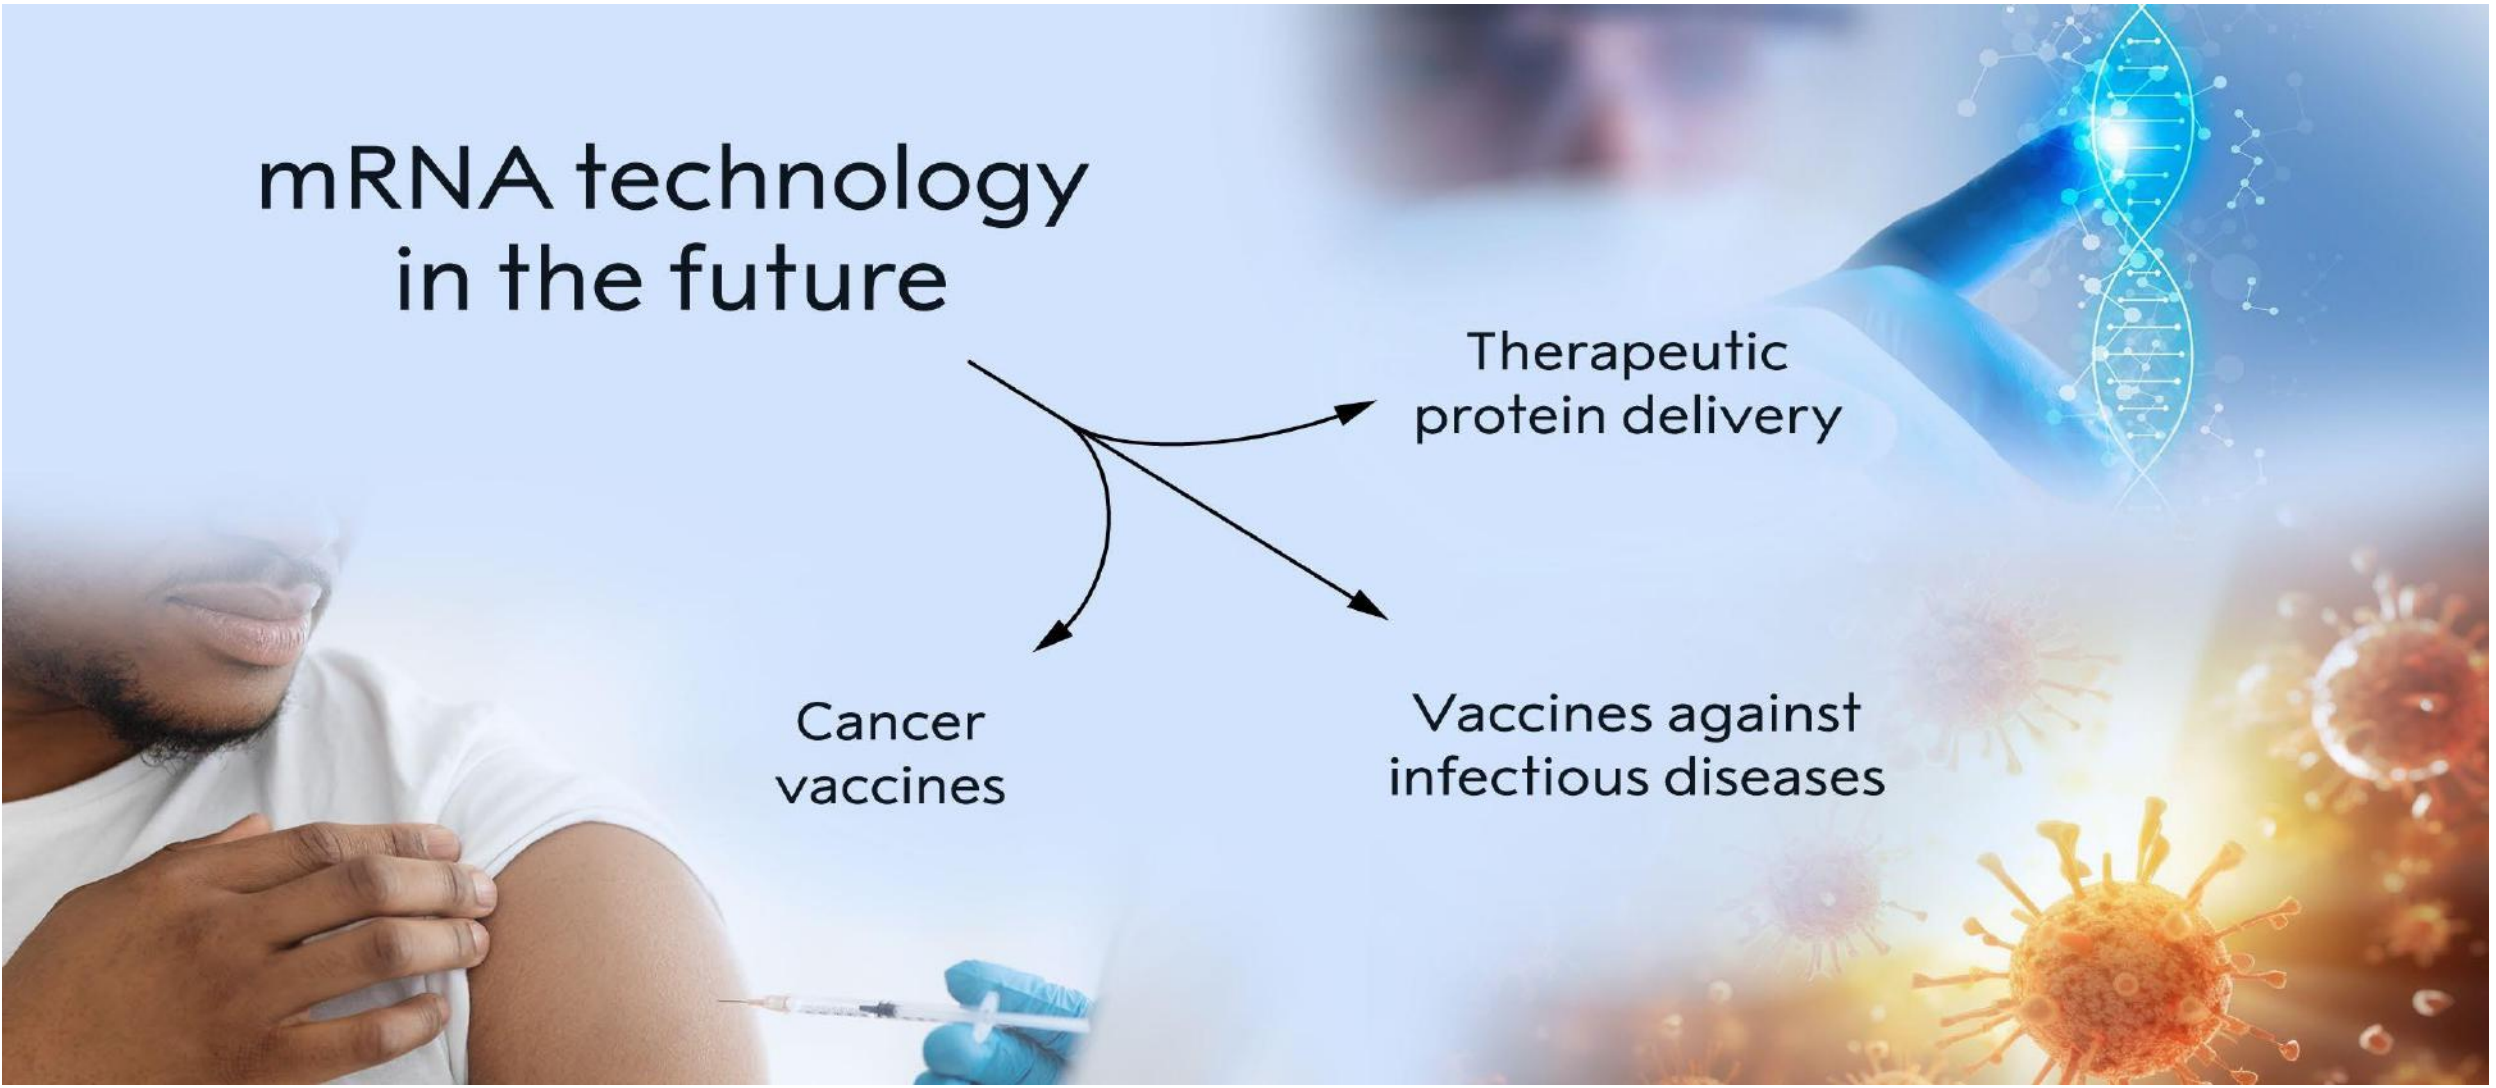 mRNA technology
in the future
Therapeutic
protein delivery
Cancer
vaccines
Vaccines against
infectious diseases